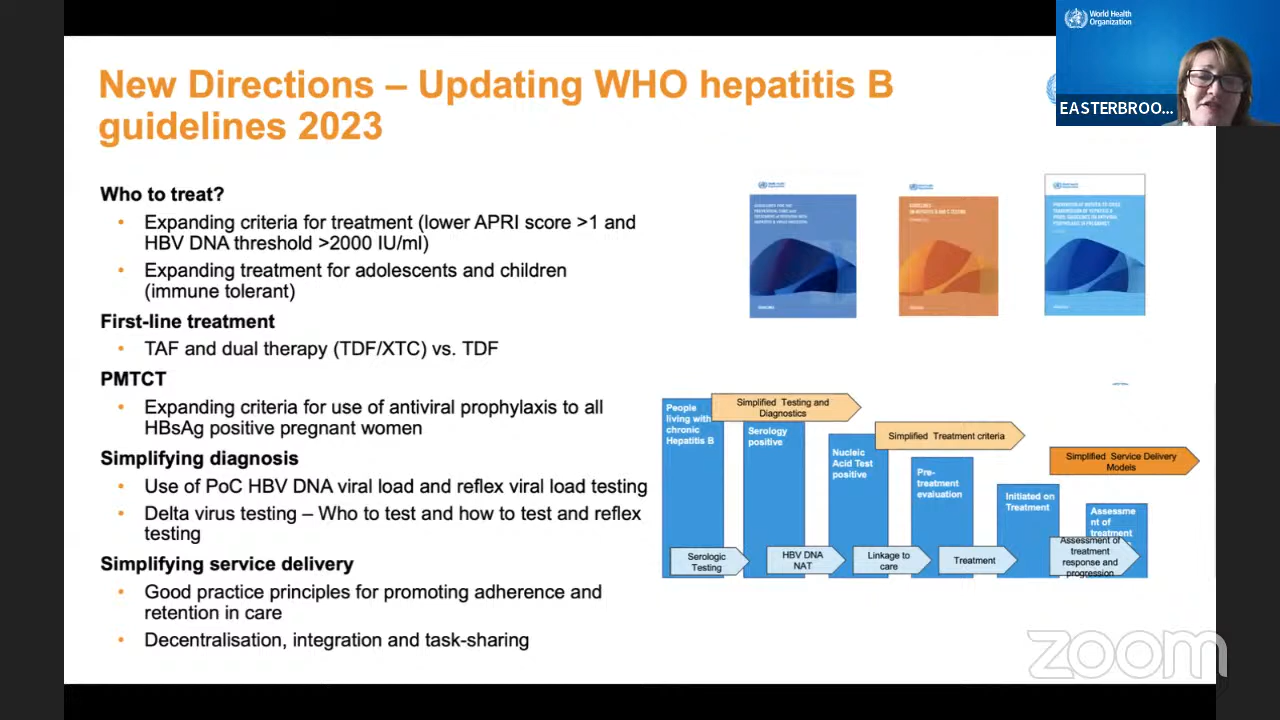 World Health
Organization
EASTERBROO...
New Directions – Updating WHO hepatitis B
guidelines 2023
Who to treat?
• Expanding criteria for treatment (lower APRI score >1 and
HBV DNA threshold >2000 IU/ml)
• Expanding treatment for adolescents and children
(immune tolerant)
First-line treatment
• TAF and dual therapy (TDF/XTC) vs. TDF
PMTCT
• Expanding criteria for use of antiviral prophylaxis to all
HBsAg positive pregnant women
Simplifying diagnosis
• Use of PoC HBV DNA viral load and reflex viral load testing
• Delta virus testing – Who to test and how to test and reflex
testing
Simplifying service delivery
• Good practice principles for promoting adherence and
retention in care
• Decentralisation, integration and task-sharing
GUIDELINES
ON HEPATITIS B AND C TESTING
People
living with
chronic
Hepatitis B
Simplified Testing and
Diagnostics
Serology
positive
Nucleic
Acid Test
positive
Simplified Treatment criteria
Pre-
treatment
evaluation
Simplified Service Delivery
Models
Initiated on
Treatment
Assessme
nt of
treatment
Serologic
Testing
HBV DNA
NAT
Linkage to
care
Treatment
Assessment of
treatment
response and
progression
zoom